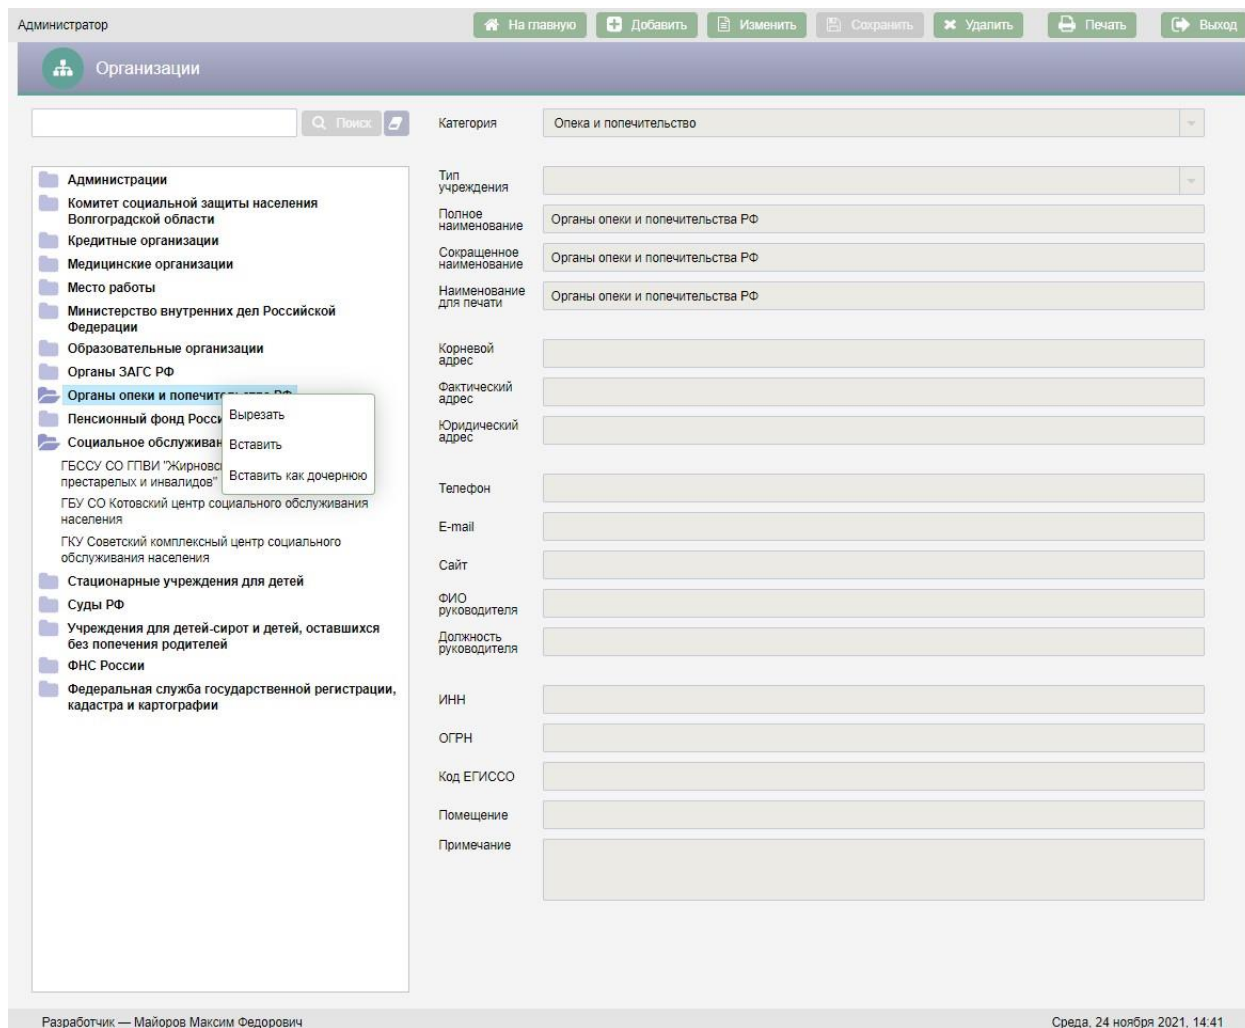 Администратор
На главную
Добавить
Изменить
Сохранить
Удалить
Печать
Выход
Организации
Поиск
Администрации
Комитет социальной защиты населения
Волгоградской области
Кредитные организации
Медицинские организации
Место работы
Министерство внутренних дел Российской
Федерации
Образовательные организации
Органы ЗАГС РФ
Органы опеки и попечительства РФ
Пенсионный фонд
Социальное
ГБССУ СО ГПВИ
престарелых и инвалидов"
ГБУ СО Котовский центр социального обслуживания
населения
ГКУ Советский комплексный центр социального
обслуживания населения
Стационарные учреждения для детей
Суды РФ
Учреждения для детей-сирот и детей, оставшихся
без попечения родителей
ФНС России
Федеральная служба государственной регистрации,
кадастра и картографии
Вырезать
Вставить
Вставить как дочернюю
Категория
Опека и попечительство
Тип
учреждения
Полное
наименование
Органы опеки и попечительства РФ
Сокращенное
наименование
Органы опеки и попечительства РФ
Наименование
для печати
Органы опеки и попечительства РФ
Корневой
адрес
Фактический
адрес
Юридический
адрес
Телефон
E-mail
Сайт
ФИО
руководителя
Должность
руководителя
ИНН
ОГРН
Код ЕГИССО
Помещение
Примечание
Разработчик — Майоров Максим Федорович
Среда, 24 ноября 2021, 14:41